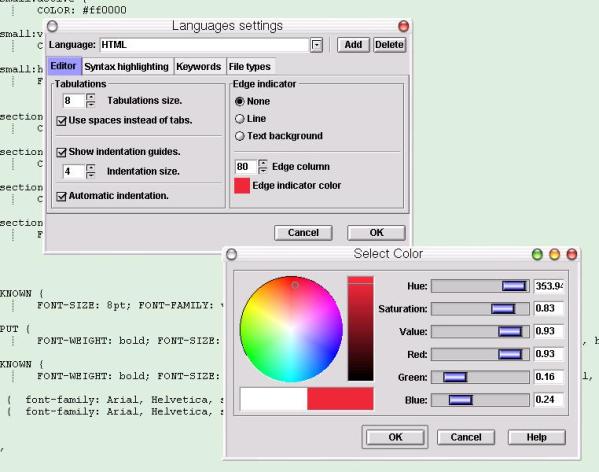 small:active {
COLOR: #ff0000
small:v
C
small:h
F
section
C
section
C
section
C
section
F
Languages settings
Language: HTML Add Delete
Editor Syntax highlighting Keywords File types
Tabulations
8 Tabulations size.
Use spaces instead of tabs.
Show indentation guides.
4 Indentation size.
Automatic indentation.
Edge indicator
None
Line
Text background
80 Edge column
Edge indicator color
Cancel OK
KNOWN {
FONT-SIZE: 8pt; FONT-FAMILY: v
PUT {
FONT-WEIGHT: bold; FONT-SIZE: , h
KNOWN {
FONT-WEIGHT: bold; FONT-SIZE: l,
{ font-family: Arial, Helvetica, s
{ font-family: Arial, Helvetica, s
,
Select Color
Hue: 353.94
Saturation: 0.83
Value: 0.93
Red: 0.93
Green: 0.16
Blue: 0.24
OK Cancel Help